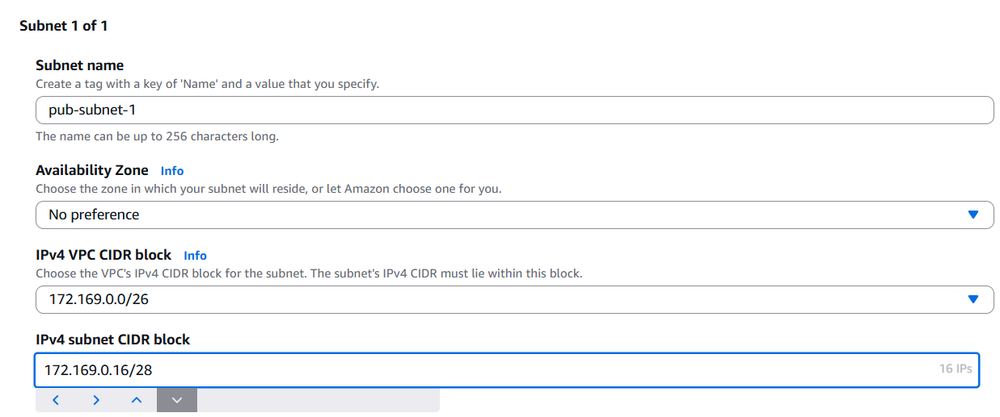 Subnet 1 of 1
Subnet name
Create a tag with a key of 'Name' and a value that you specify.
pub-subnet-1
The name can be up to 256 characters long.
Availability Zone Info
Choose the zone in which your subnet will reside, or let Amazon choose one for you.
No preference
IPv4 VPC CIDR block Info
Choose the VPC's IPv4 CIDR block for the subnet. The subnet's IPv4 CIDR must lie within this block.
172.169.0.0/26
IPv4 subnet CIDR block
172.169.0.16/28 16 IPs